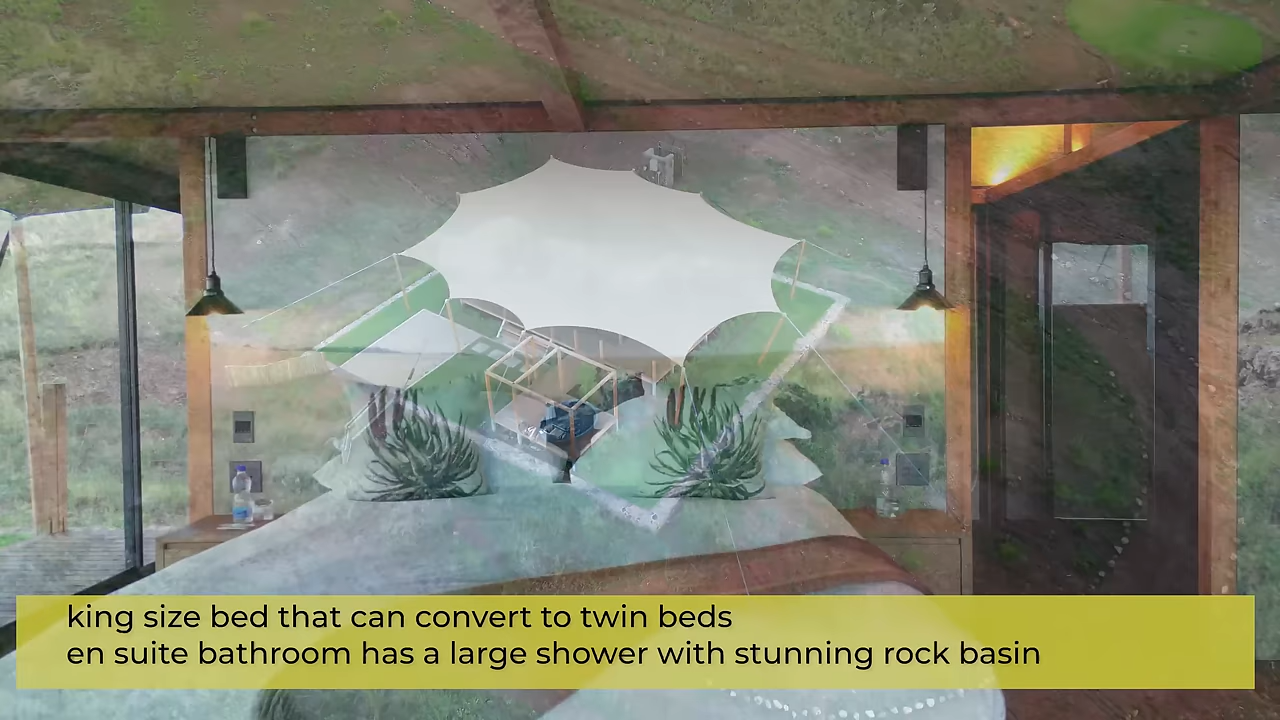 king size bed that can convert to twin beds
en suite bathroom has a large shower with stunning rock basin